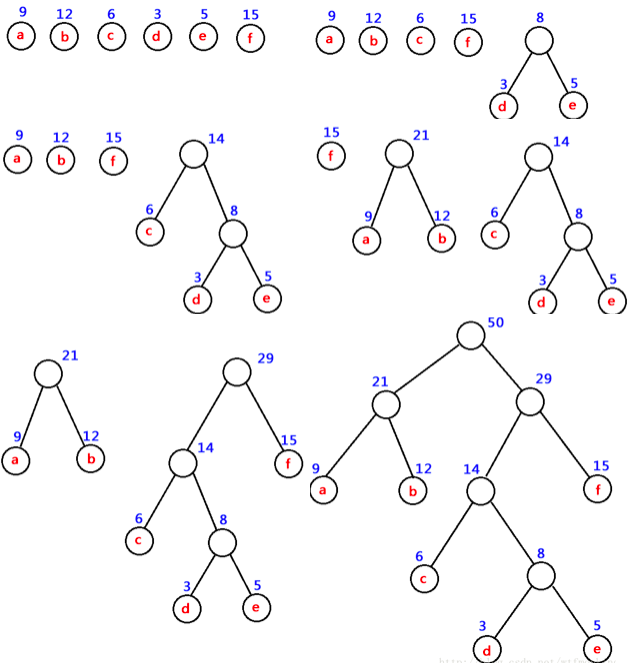 9 12 6 3 5 15
a b c d e f
9 12 6 15 8
a b c f
3 5
d e
9 12 15 14
a b f
6 8
c
3 5
d e
15 21 14
f
9 12 6 8
a b c
3 5
d e
21 29
9 12 14 15
a b f
6 8
c
3 5
d e
50
21 29
9 12 14 15
a b f
6 8
c
3 5
d e